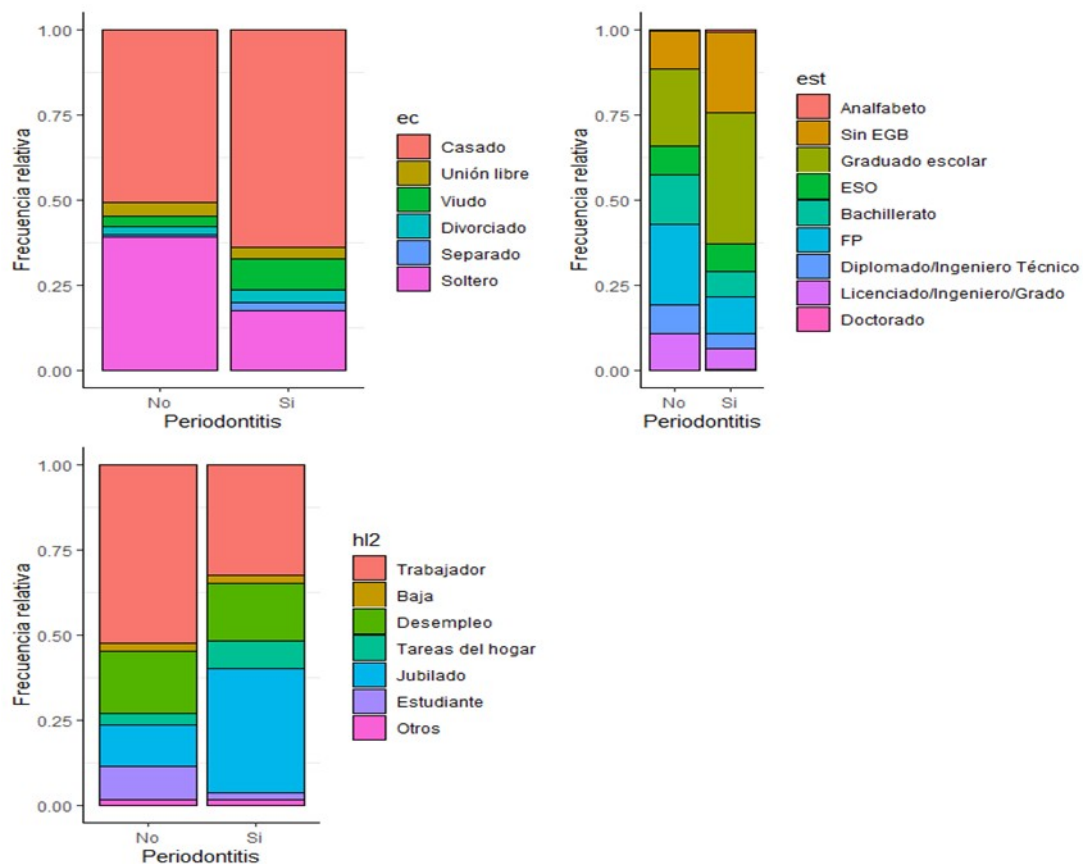 Frecuencia relativa
1.00
0.75
0.50
0.25
0.00
No Si
Periodontitis
ec
Casado
Unión libre
Viudo
Divorciado
Separado
Soltero
Frecuencia relativa
1.00
0.75
0.50
0.25
0.00
No Si
Periodontitis
est
Analfabeto
Sin EGB
Graduado escolar
ESO
Bachillerato
FP
Diplomado/Ingeniero Técnico
Licenciado/Ingeniero/Grado
Doctorado
Frecuencia relativa
1.00
0.75
0.50
0.25
0.00
No Si
Periodontitis
hl2
Trabajador
Baja
Desempleo
Tareas del hogar
Jubilado
Estudiante
Otros